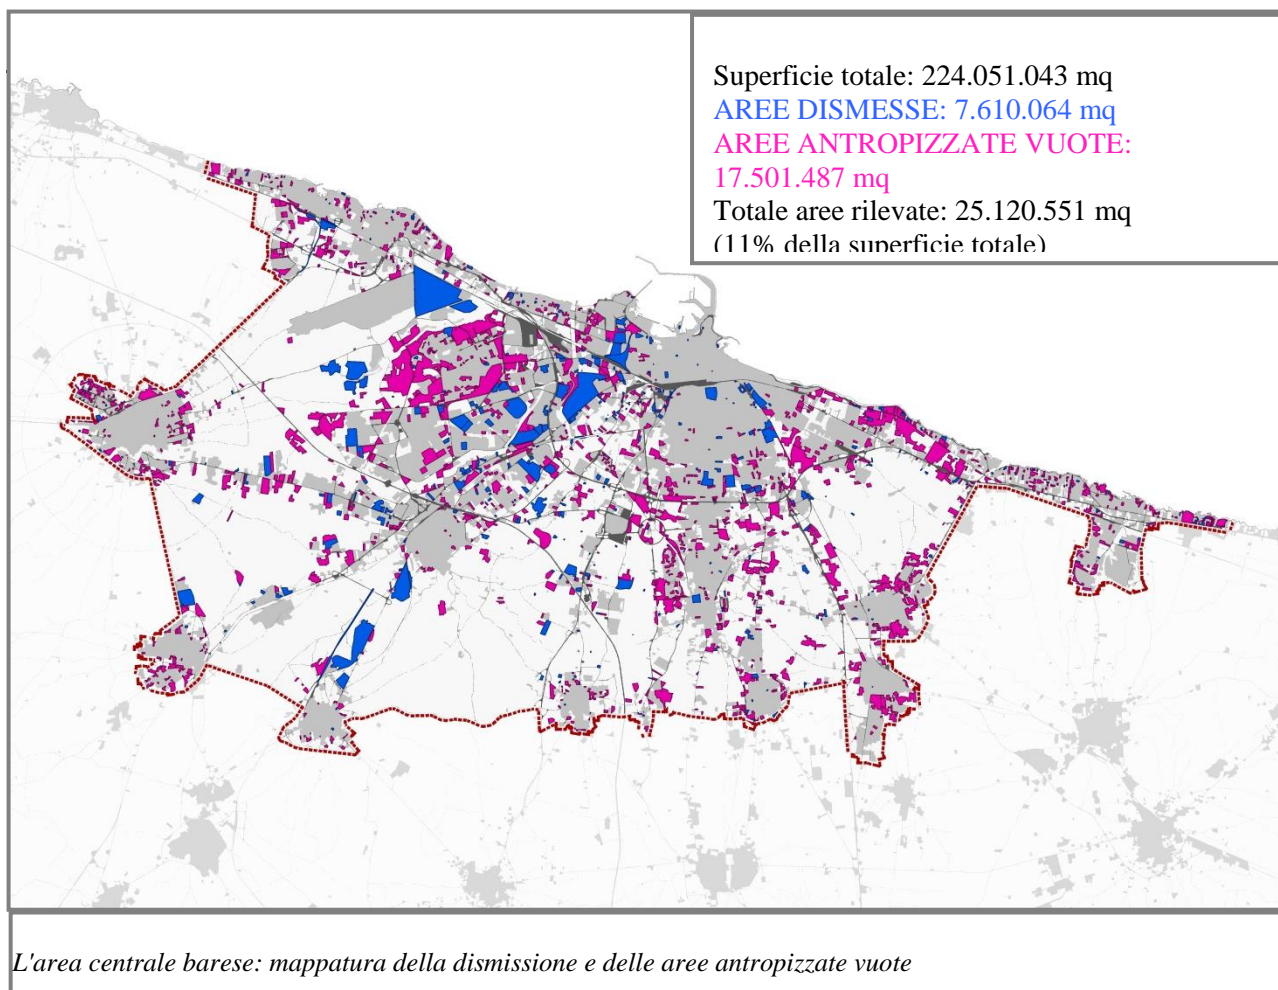 Superficie totale: 224.051.043 mq
AREE DISMESSE: 7.610.064 mq
AREE ANTROPIZZATE VUOTE:
17.501.487 mq
Totale aree rilevate: 25.120.551 mq
(11% della superficie totale)
L'area centrale barese: mappatura della dismissione e delle aree antropizzate vuote